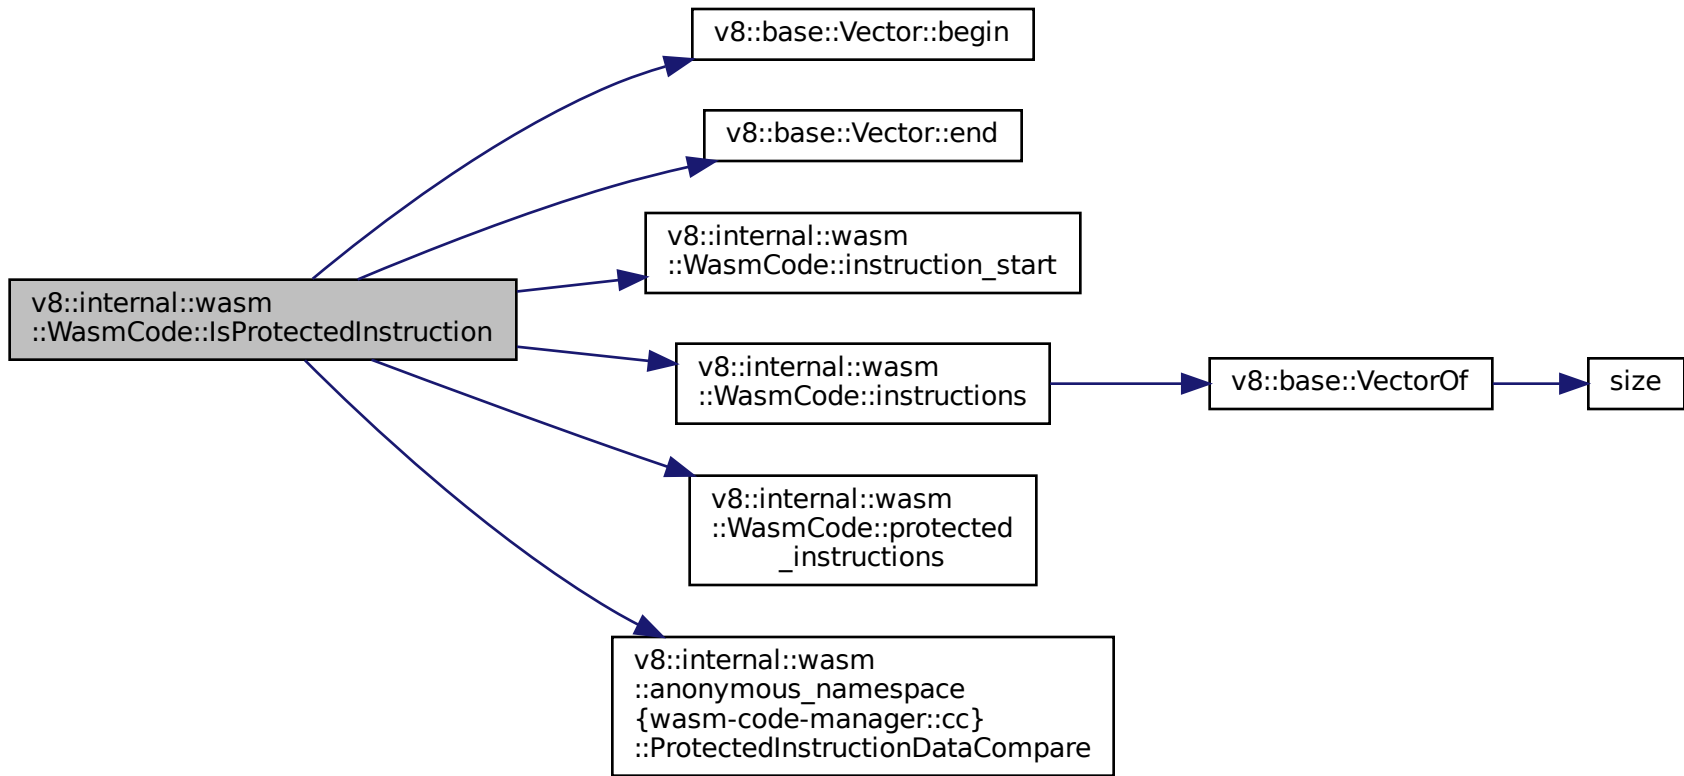 v8::base::Vector::begin
v8::base::Vector::end
v8::internal::wasm
::WasmCode::instruction_start
v8::internal::wasm
::WasmCode::IsProtectedInstruction
v8::internal::wasm
::WasmCode::instructions
v8::base::VectorOf
size
v8::internal::wasm
::WasmCode::protected
_instructions
v8::internal::wasm
::anonymous_namespace
{wasm-code-manager::cc}
::ProtectedInstructionDataCompare